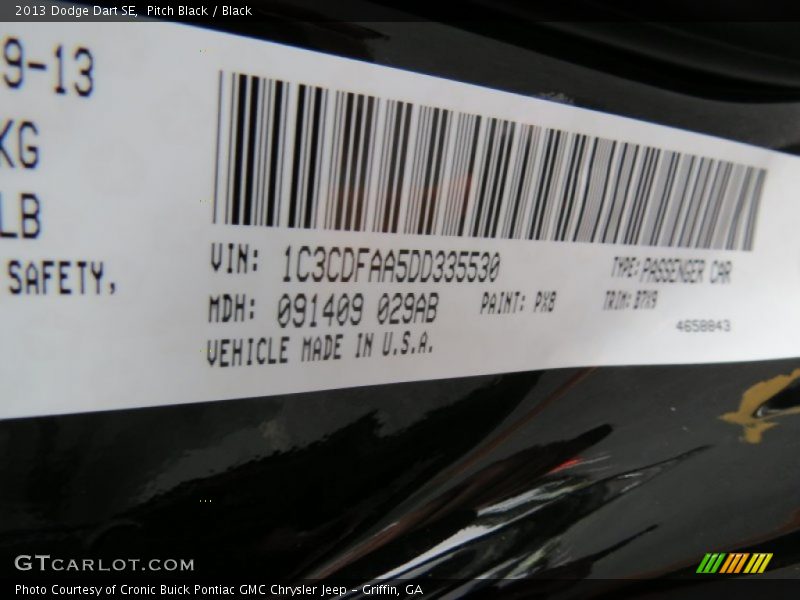 2013 Dodge Dart SE, Pitch Black / Black
9-13
KG
LB
SAFETY,
VIN: 1C3CDFAA5DD335530
TYPE: PASSENGER CAR
MDH: 091409 029AB
PAINT: PX8
TRIM: B7X9
VEHICLE MADE IN U.S.A.
4658843
GTCARLOT.COM
Photo Courtesy of Cronic Buick Pontiac GMC Chrysler Jeep – Griffin, GA